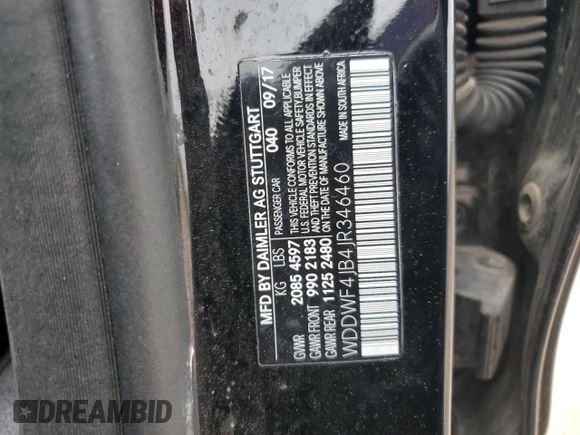 MFD BY DAIMLER AG STUTTGART
PASSENGER CAR 040 09/17
KG LBS
GVWR 2085 4597
GAWR FRONT 990 2183
GAWR REAR 1125 2480
THIS VEHICLE CONFORMS TO ALL APPLICABLE
U.S. FEDERAL MOTOR VEHICLE SAFETY, BUMPER
AND THEFT PREVENTION STANDARDS IN EFFECT
ON THE DATE OF MANUFACTURE SHOWN ABOVE
WDDWF4JB4JR346460
MADE IN SOUTH AFRICA
DREAMBID